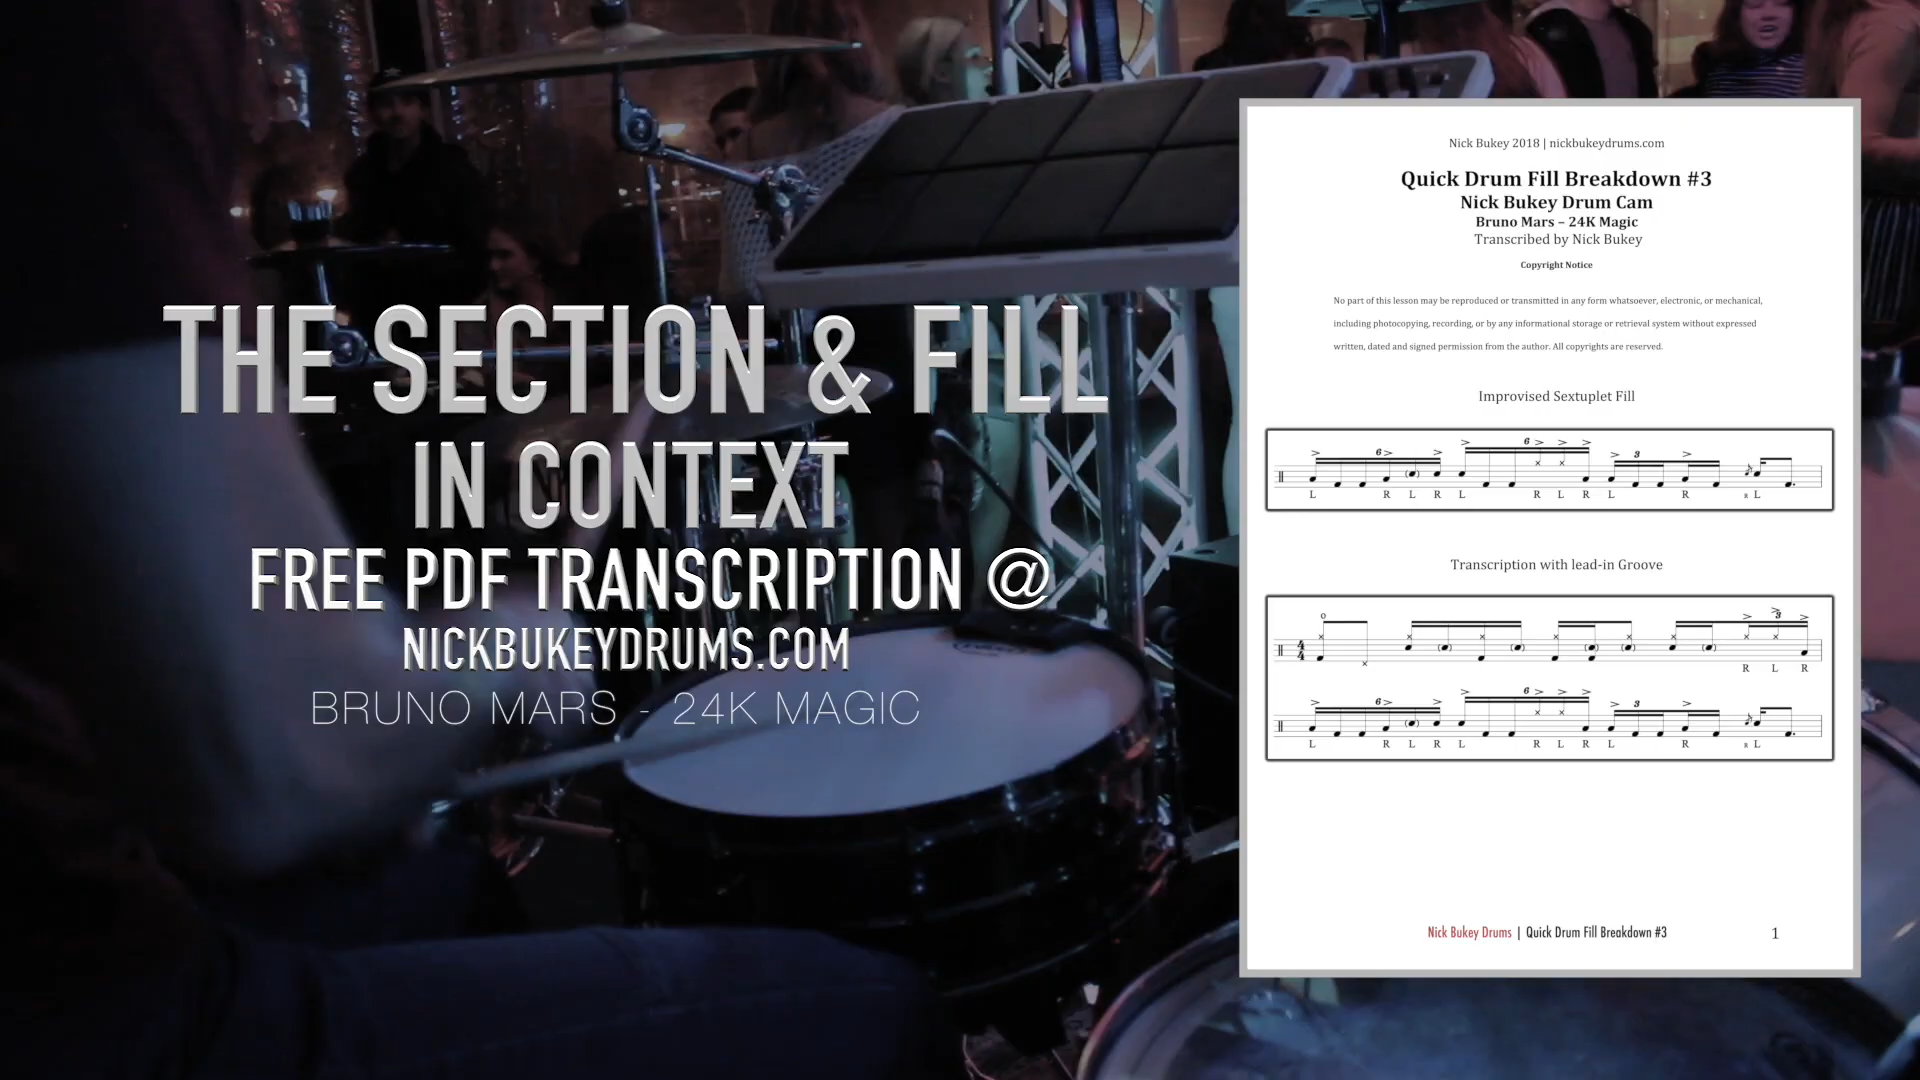 THE SECTION & FILL
IN CONTEXT
FREE PDF TRANSCRIPTION @
NICKBUKEYDRUMS.COM
BRUNO MARS - 24K MAGIC
Nick Bukey 2018 | nickbukeydrums.com
Quick Drum Fill Breakdown #3
Nick Bukey Drum Cam
Bruno Mars – 24K Magic
Transcribed by Nick Bukey
Copyright Notice
No part of this lesson may be reproduced or transmitted in any form whatsoever, electronic, or mechanical,
including photocopying, recording, or by any informational storage or retrieval system without expressed
written, dated and signed permission from the author. All copyrights are reserved.
Improvised Sextuplet Fill
6 6 3
L R L R L R L R L R R L
Transcription with lead-in Groove
4 4 3
R L R
6 6 3
L R L R L R L R L R R L
Nick Bukey Drums | Quick Drum Fill Breakdown #3 1